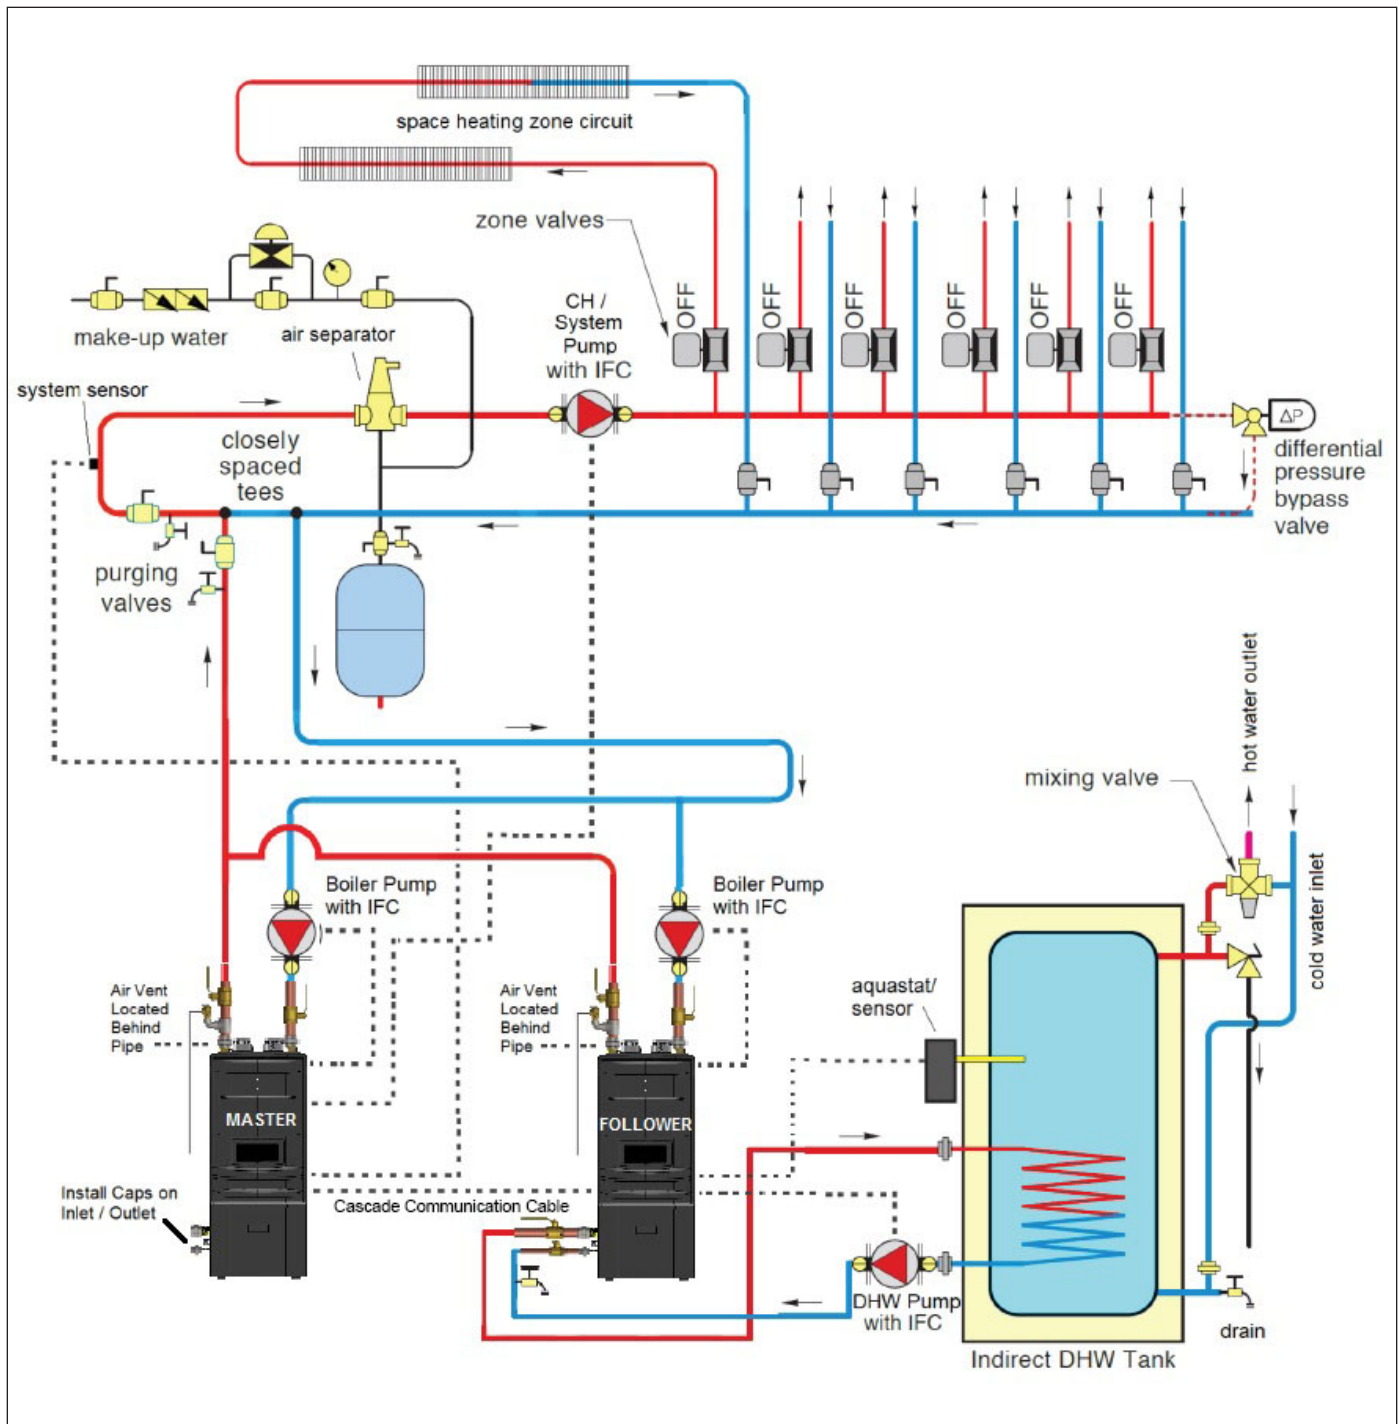 space heating zone circuit
zone valves
OFF
OFF
OFF
OFF
OFF
OFF
make-up water
air separator
CH /
System
Pump
with IFC
system sensor
closely
spaced
tees
ΔP
differential
pressure
bypass
valve
purging
valves
hot water outlet
mixing valve
cold water inlet
Boiler Pump
with IFC
Boiler Pump
with IFC
Air Vent
Located
Behind
Pipe
Air Vent
Located
Behind
Pipe
aquastat/
sensor
MASTER
FOLLOWER
Install Caps on
Inlet / Outlet
Cascade Communication Cable
DHW Pump
with IFC
drain
Indirect DHW Tank